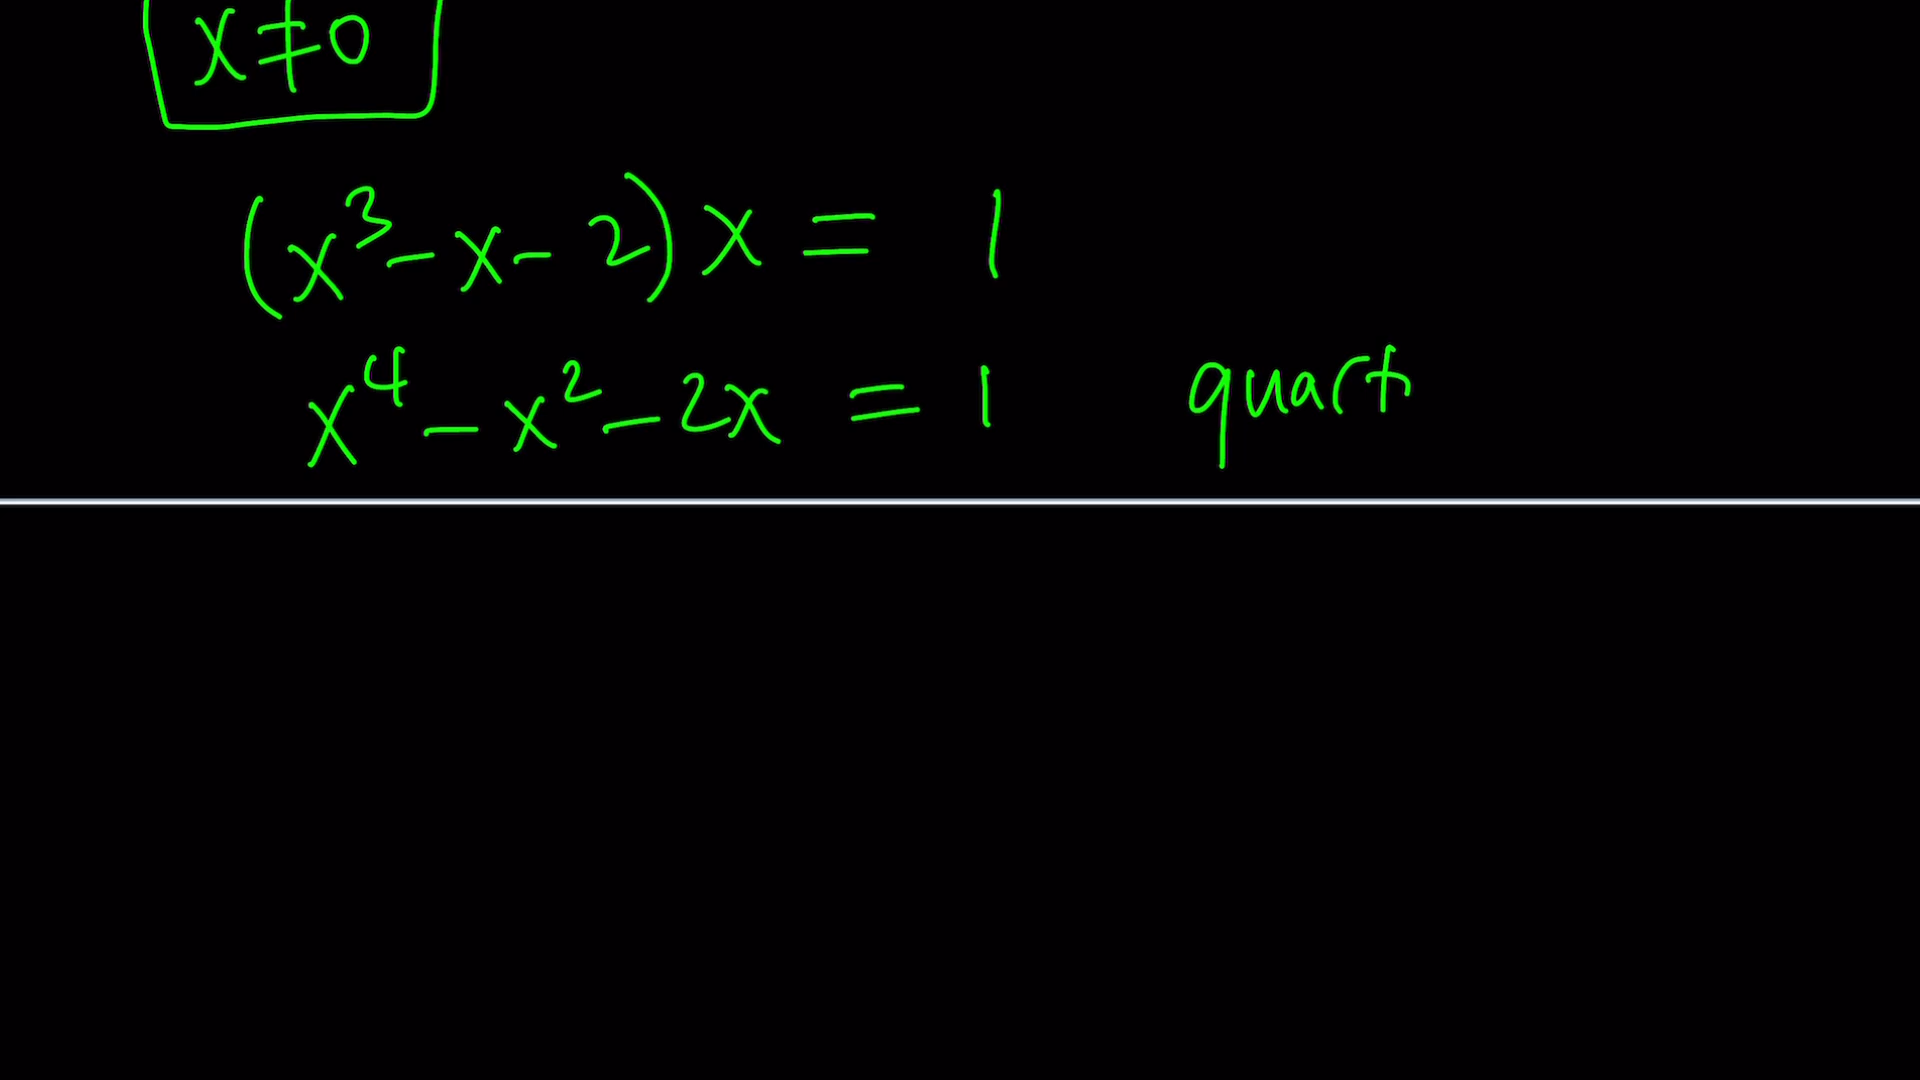 x≠0
(x³-x-2)x = 1
x⁴-x²-2x = 1 quart